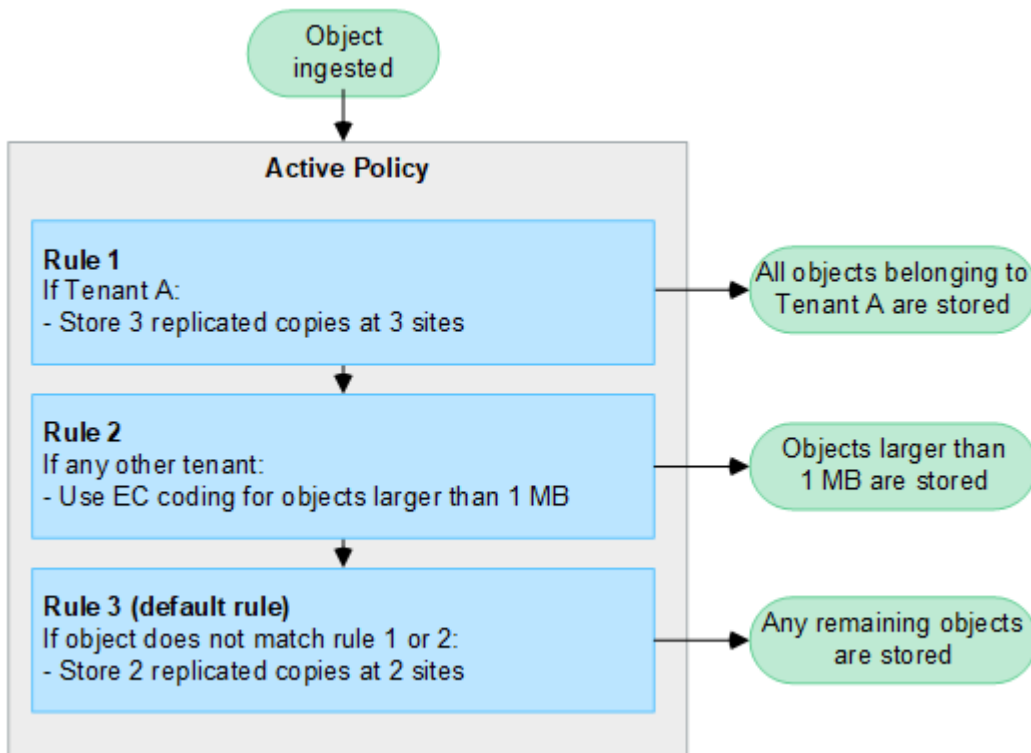 Object
ingested
Active Policy
Rule 1
If Tenant A:
- Store 3 replicated copies at 3 sites
All objects belonging to
Tenant A are stored
Rule 2
If any other tenant:
- Use EC coding for objects larger than 1 MB
Objects larger than
1 MB are stored
Rule 3 (default rule)
If object does not match rule 1 or 2:
- Store 2 replicated copies at 2 sites
Any remaining objects
are stored